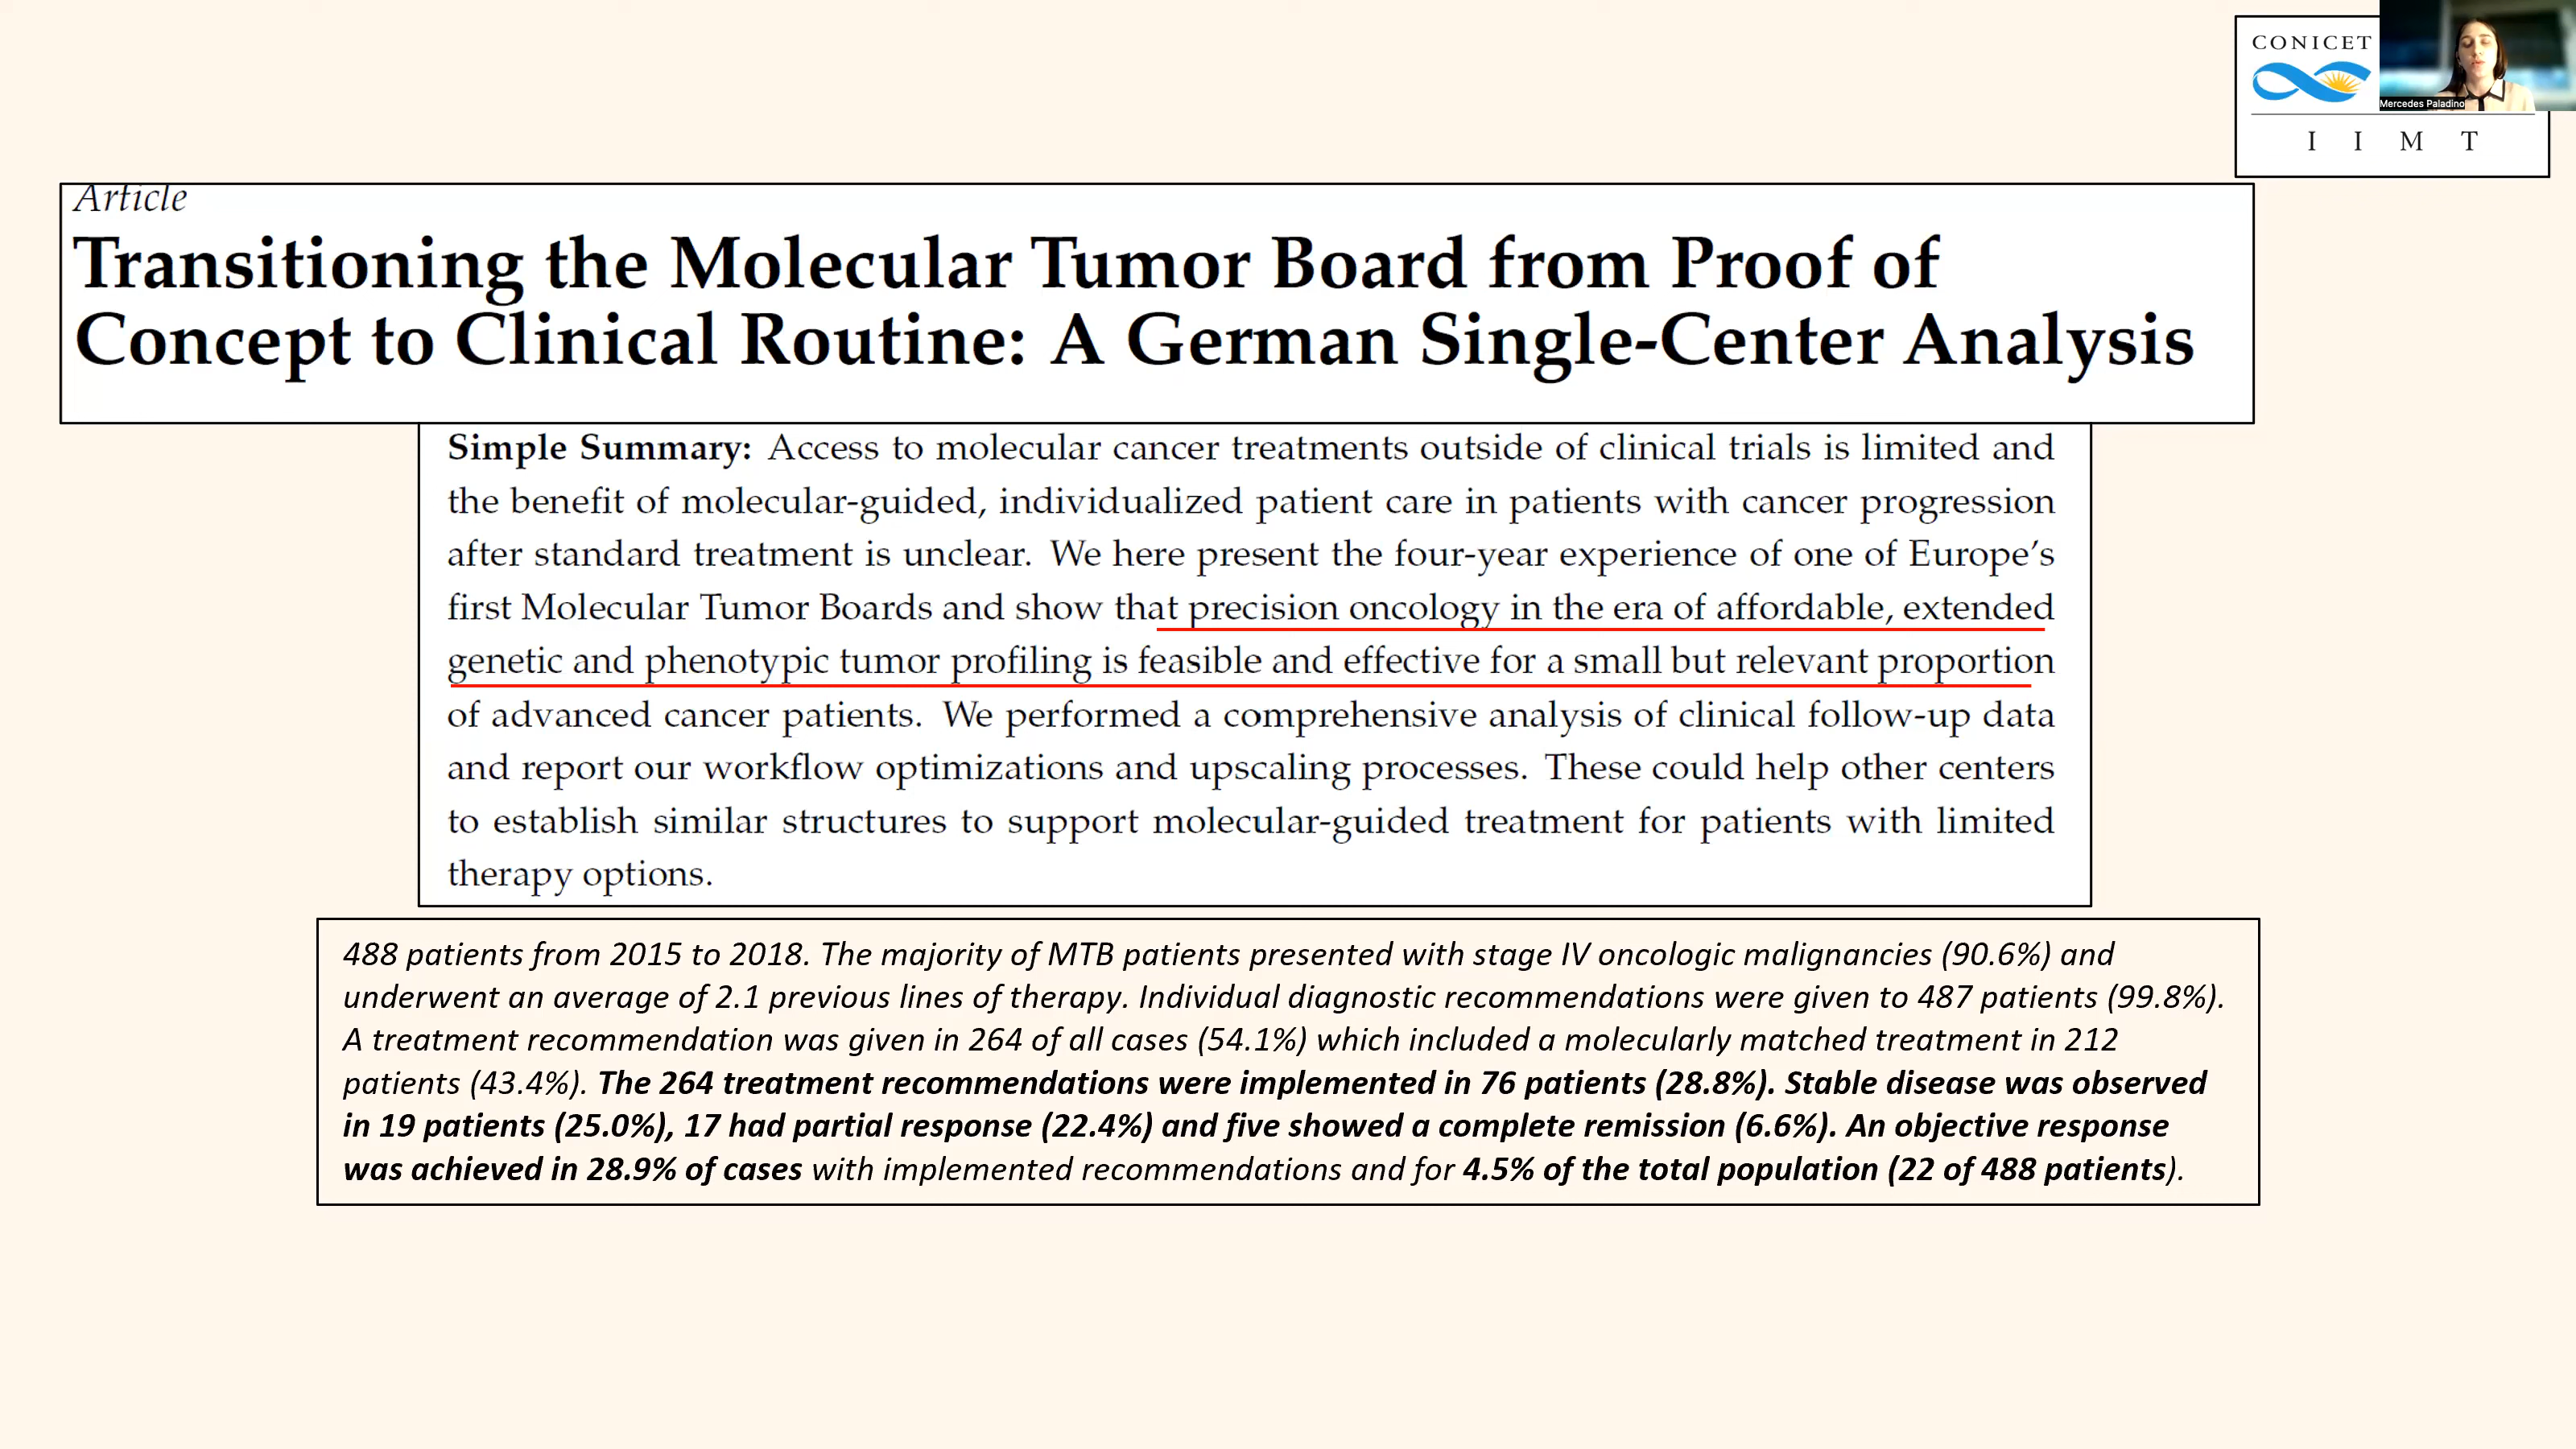 CONICET
Mercedes Paladino
I I M T
Article
Transitioning the Molecular Tumor Board from Proof of
Concept to Clinical Routine: A German Single-Center Analysis
Simple Summary: Access to molecular cancer treatments outside of clinical trials is limited and
the benefit of molecular-guided, individualized patient care in patients with cancer progression
after standard treatment is unclear. We here present the four-year experience of one of Europe's
first Molecular Tumor Boards and show that precision oncology in the era of affordable, extended
genetic and phenotypic tumor profiling is feasible and effective for a small but relevant proportion
of advanced cancer patients. We performed a comprehensive analysis of clinical follow-up data
and report our workflow optimizations and upscaling processes. These could help other centers
to establish similar structures to support molecular-guided treatment for patients with limited
therapy options.
488 patients from 2015 to 2018. The majority of MTB patients presented with stage IV oncologic malignancies (90.6%) and
underwent an average of 2.1 previous lines of therapy. Individual diagnostic recommendations were given to 487 patients (99.8%).
A treatment recommendation was given in 264 of all cases (54.1%) which included a molecularly matched treatment in 212
patients (43.4%). The 264 treatment recommendations were implemented in 76 patients (28.8%). Stable disease was observed
in 19 patients (25.0%), 17 had partial response (22.4%) and five showed a complete remission (6.6%). An objective response
was achieved in 28.9% of cases with implemented recommendations and for 4.5% of the total population (22 of 488 patients).